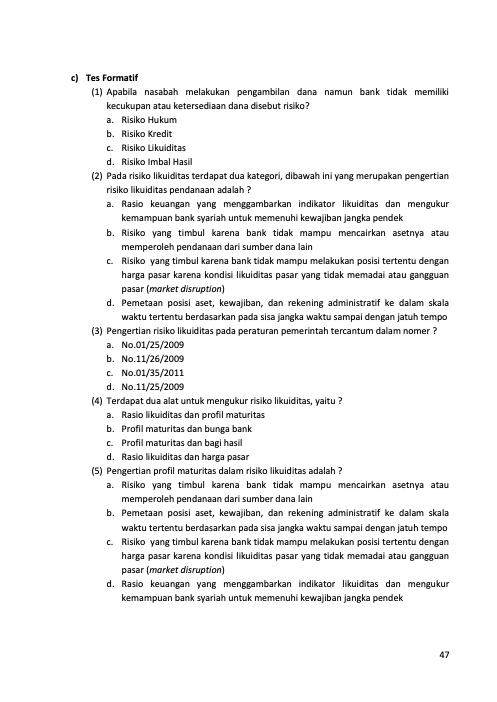 c) Tes Formatif
(1) Apabila nasabah melakukan pengambilan dana namun bank tidak memiliki
kecukupan atau ketersediaan dana disebut risiko?
a. Risiko Hukum
b. Risiko Kredit
c. Risiko Likuiditas
d. Risiko Imbal Hasil
(2) Pada risiko likuiditas terdapat dua kategori, dibawah ini yang merupakan pengertian
risiko likuiditas pendanaan adalah ?
a. Rasio keuangan yang menggambarkan indikator likuiditas dan mengukur
kemampuan bank syariah untuk memenuhi kewajiban jangka pendek
b. Risiko yang timbul karena bank tidak mampu mencairkan asetnya atau
memperoleh pendanaan dari sumber dana lain
c. Risiko yang timbul karena bank tidak mampu melakukan posisi tertentu dengan
harga pasar karena kondisi likuiditas pasar yang tidak memadai atau gangguan
pasar (market disruption)
d. Pemetaan posisi aset, kewajiban, dan rekening administratif ke dalam skala
waktu tertentu berdasarkan pada sisa jangka waktu sampai dengan jatuh tempo
(3) Pengertian risiko likuiditas pada peraturan pemerintah tercantum dalam nomer ?
a. No.01/25/2009
b. No.11/26/2009
c. No.01/35/2011
d. No.11/25/2009
(4) Terdapat dua alat untuk mengukur risiko likuiditas, yaitu ?
a. Rasio likuiditas dan profil maturitas
b. Profil maturitas dan bunga bank
c. Profil maturitas dan bagi hasil
d. Rasio likuiditas dan harga pasar
(5) Pengertian profil maturitas dalam risiko likuiditas adalah ?
a. Risiko yang timbul karena bank tidak mampu mencairkan asetnya atau
memperoleh pendanaan dari sumber dana lain
b. Pemetaan posisi aset, kewajiban, dan rekening administratif ke dalam skala
waktu tertentu berdasarkan pada sisa jangka waktu sampai dengan jatuh tempo
c. Risiko yang timbul karena bank tidak mampu melakukan posisi tertentu dengan
harga pasar karena kondisi likuiditas pasar yang tidak memadai atau gangguan
pasar (market disruption)
d. Rasio keuangan yang menggambarkan indikator likuiditas dan mengukur
kemampuan bank syariah untuk memenuhi kewajiban jangka pendek
47